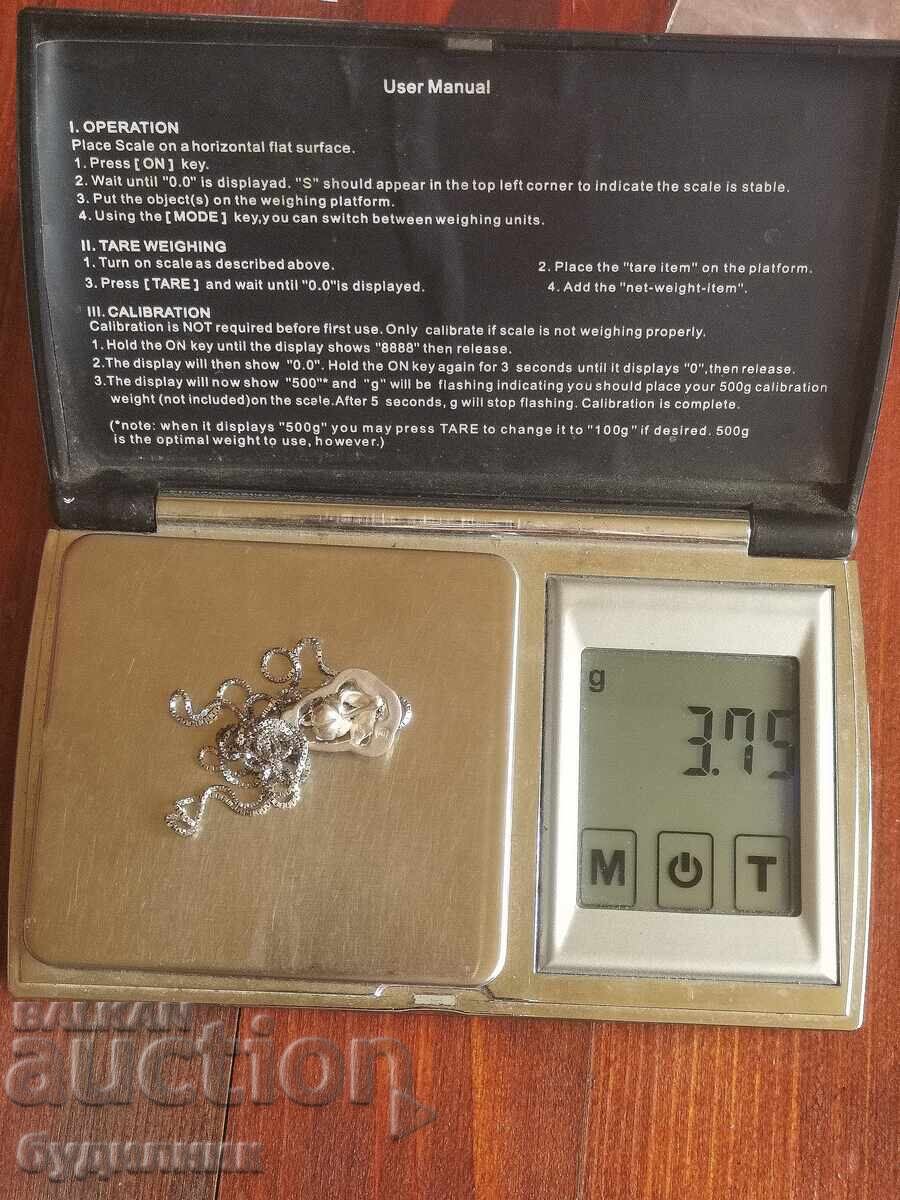 User Manual
I. OPERATION
Place Scale on a horizontal flat surface.
1. Press [ON] key.
2. Wait until "0.0" is displayad. "S" should appear in the top left corner to indicate the scale is stable.
3. Put the object(s) on the weighing platform.
4. Using the [MODE] key,you can switch between weighing units.
II. TARE WEIGHING
1. Turn on scale as described above.
2. Place the "tare item" on the platform.
3. Press [TARE] and wait until "0.0"is displayed.
4. Add the "net-weight-item".
III. CALIBRATION
Calibration is NOT required before first use. Only calibrate if scale is not weighing properly.
1. Hold the ON key until the display shows "8888" then release.
2.The display will then show "0.0". Hold the ON key again for 3 seconds until it displays "0",then release.
3.The display will now show "500"* and "g" will be flashing indicating you should place your 500g calibration
weight (not included)on the scale.After 5 seconds, g will stop flashing. Calibration is complete.
(*note: when it displays "500g" you may press TARE to change it to "100g" if desired. 500g
is the optimal weight to use, however.)
g
3.75
M T
BALKAN
auction
будилник